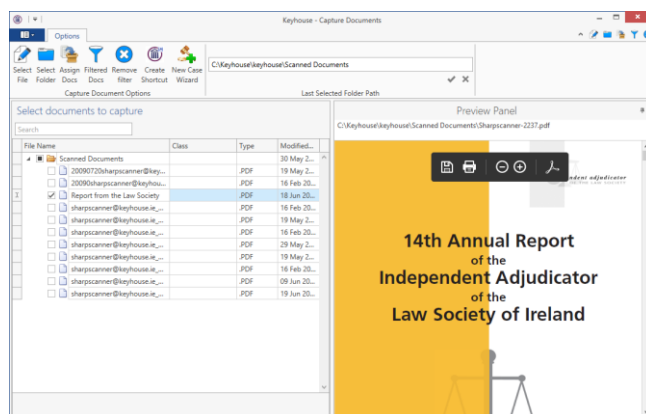 Keyhouse - Capture Documents
Options
Select File
Select Folder
Assign Docs
Filtered Docs
Remove filter
Create Shortcut
New Case Wizard
Capture Document Options
C:\Keyhouse\keyhouse\Scanned Documents
Last Selected Folder Path
Select documents to capture
Search
File Name Class Type Modified...
Scanned Documents 30 May 2...
20090720sharpscanner@key... .PDF 19 May 2...
20090sharpscanner@keyhou... .PDF 16 Feb 20...
Report from the Law Society .PDF 18 Jun 20...
sharpscanner@keyhouse.ie_... .PDF 16 Feb 20...
sharpscanner@keyhouse.ie_... .PDF 19 May 2...
sharpscanner@keyhouse.ie_... .PDF 16 Feb 20...
sharpscanner@keyhouse.ie_... .PDF 29 May 2...
sharpscanner@keyhouse.ie_... .PDF 19 May 2...
sharpscanner@keyhouse.ie_... .PDF 16 Feb 20...
sharpscanner@keyhouse.ie_... .PDF 09 Jun 20...
sharpscanner@keyhouse.ie_... .PDF 19 Jun 20...
Preview Panel
C:\Keyhouse\keyhouse\Scanned Documents\Sharpscanner-2237.pdf
ndent adjudicator
OF THE LAW SOCIETY
14th Annual Report
of the
Independent Adjudicator
of the
Law Society of Ireland